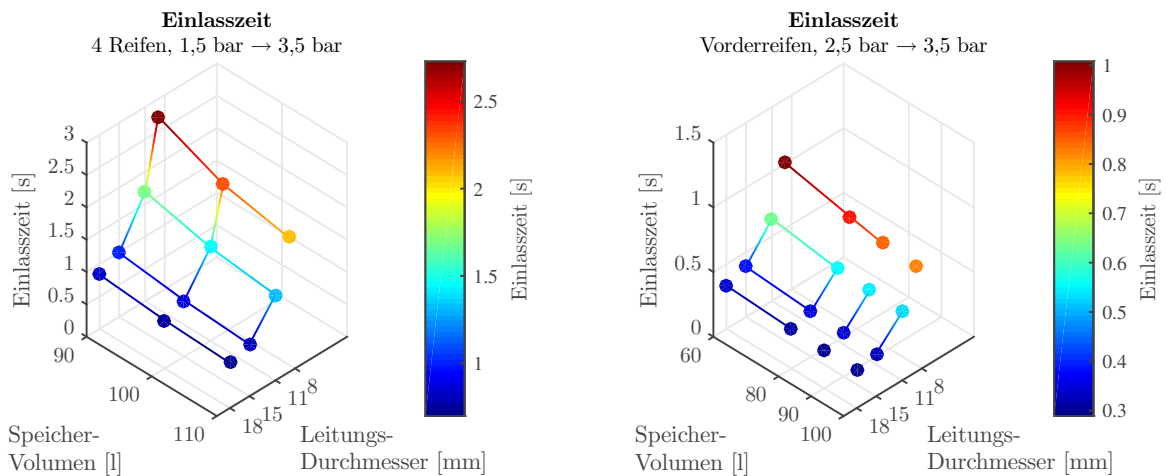 Einlasszeit
4 Reifen, 1,5 bar → 3,5 bar
3
2.5
2
1.5
1
0.5
0
Einlasszeit [s]
90
100
110
Speicher-
Volumen [l]
18
15
11
8
Leitungs-
Durchmesser [mm]
2.5
2
1.5
1
Einlasszeit [s]
Einlasszeit
Vorderreifen, 2,5 bar → 3,5 bar
1.5
1
0.5
0
Einlasszeit [s]
60
80
90
100
Speicher-
Volumen [l]
18
15
11
8
Leitungs-
Durchmesser [mm]
1
0.9
0.8
0.7
0.6
0.5
0.4
0.3
Einlasszeit [s]